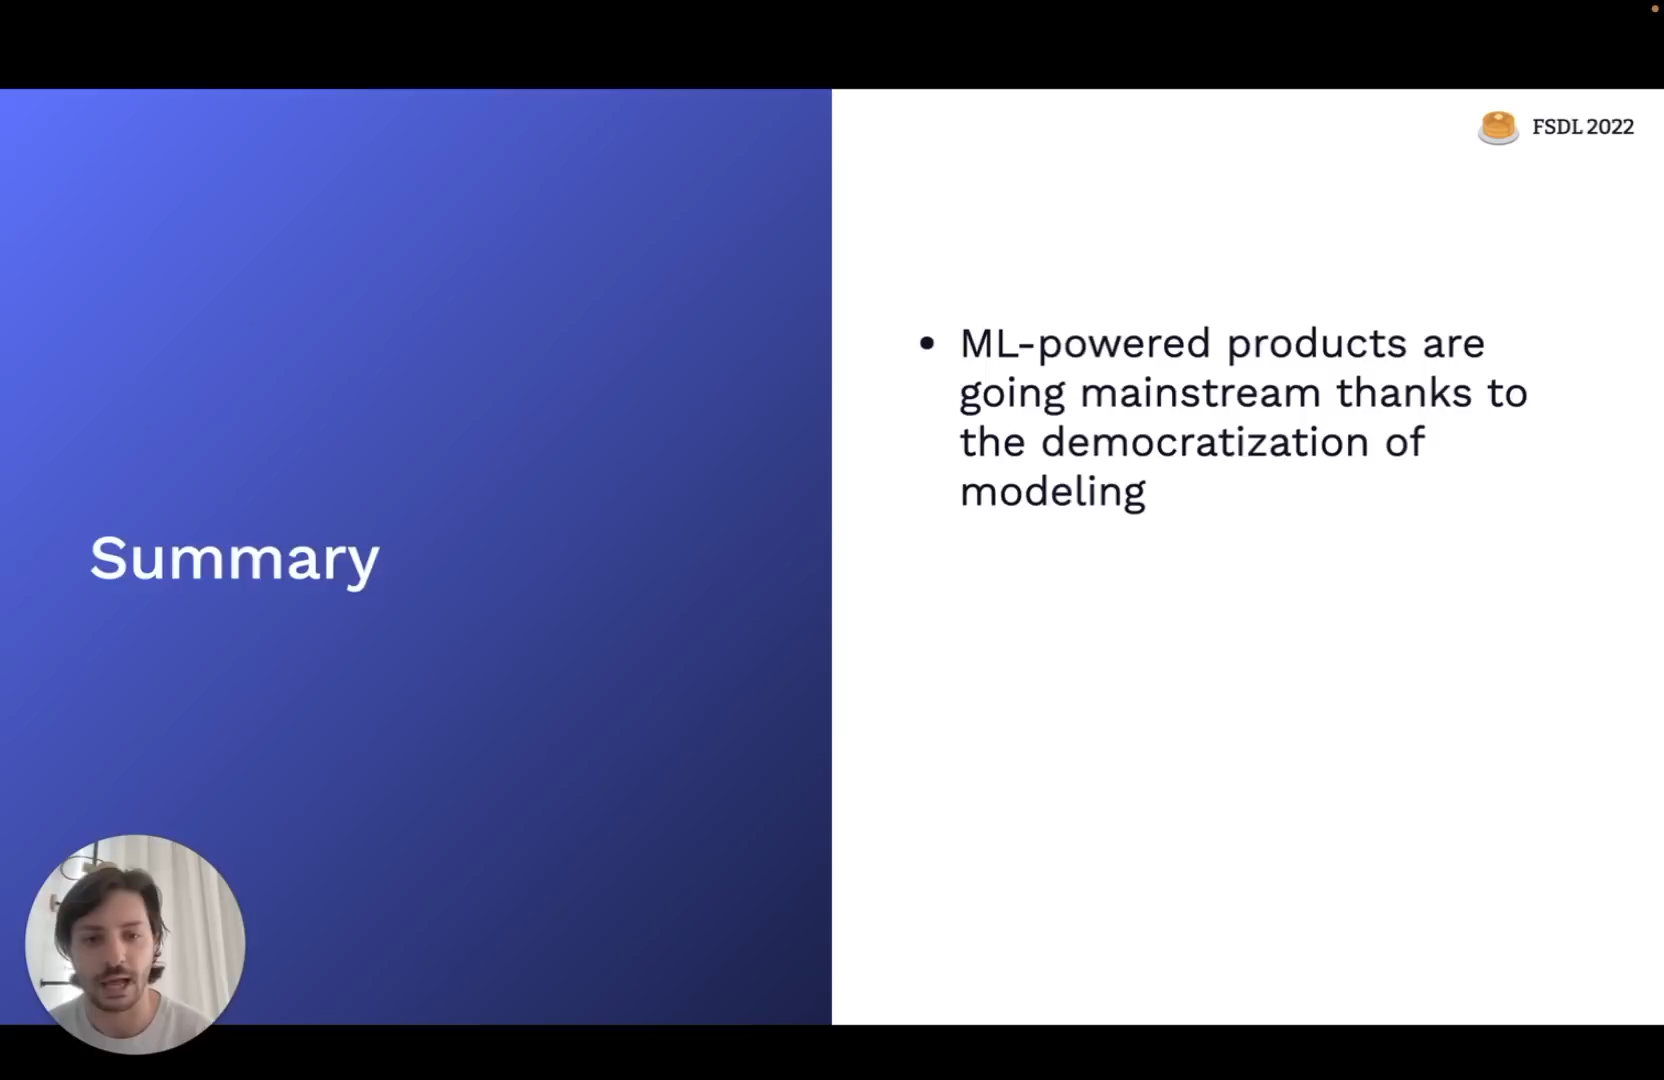 FSDL 2022
Summary
• ML-powered products are
going mainstream thanks to
the democratization of
modeling